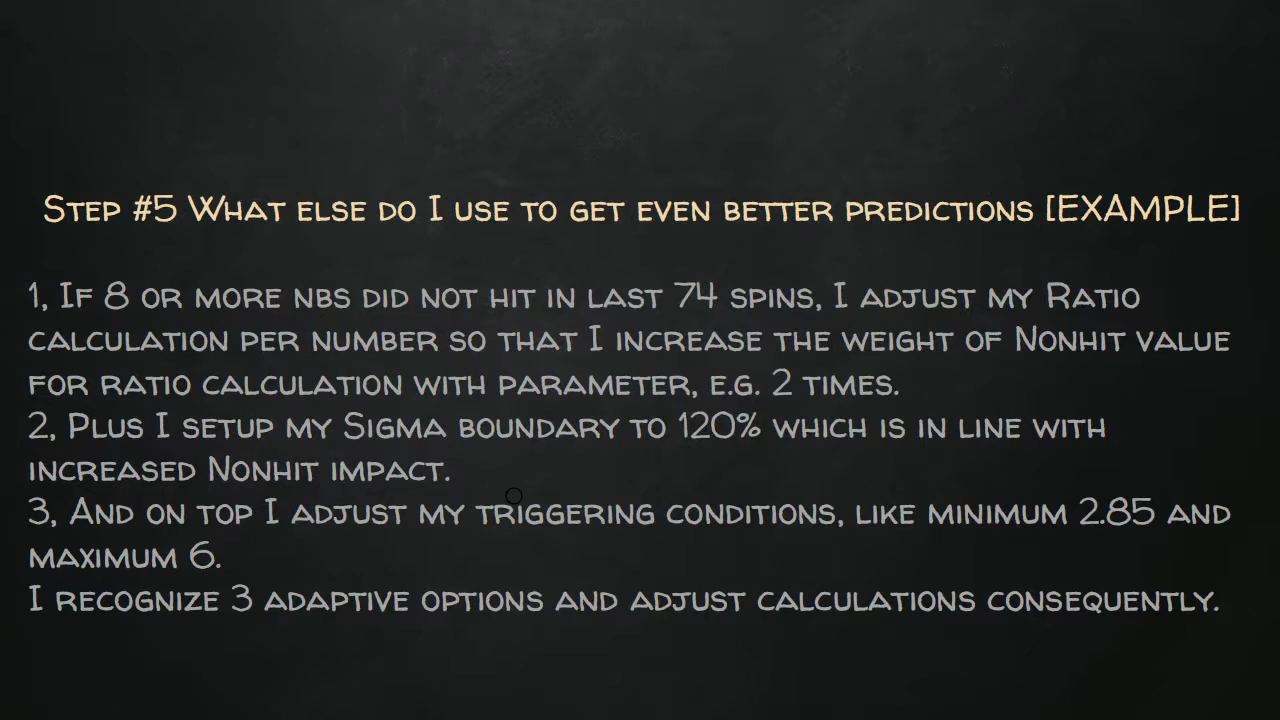 Step #5 What else do I use to get even better predictions [EXAMPLE]
1, If 8 or more nbs did not hit in last 74 spins, I adjust my Ratio
calculation per number so that I increase the weight of Nonhit value
for ratio calculation with parameter, e.g. 2 times.
2, Plus I setup my Sigma boundary to 120% which is in line with
increased Nonhit impact.
3, And on top I adjust my triggering conditions, like minimum 2.85 and
maximum 6.
I recognize 3 adaptive options and adjust calculations consequently.